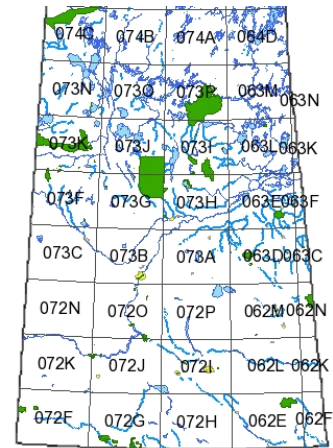 074C 074B 074A 064D
073N 073O 073P 063M 063N
073K 073J 073I 063L 063K
073F 073G 073H 063E 063F
073C 073B 073A 063D 063C
072N 072O 072P 062M 062N
072K 072J 072I 062L 062K
072F 072G 072H 062E 062F